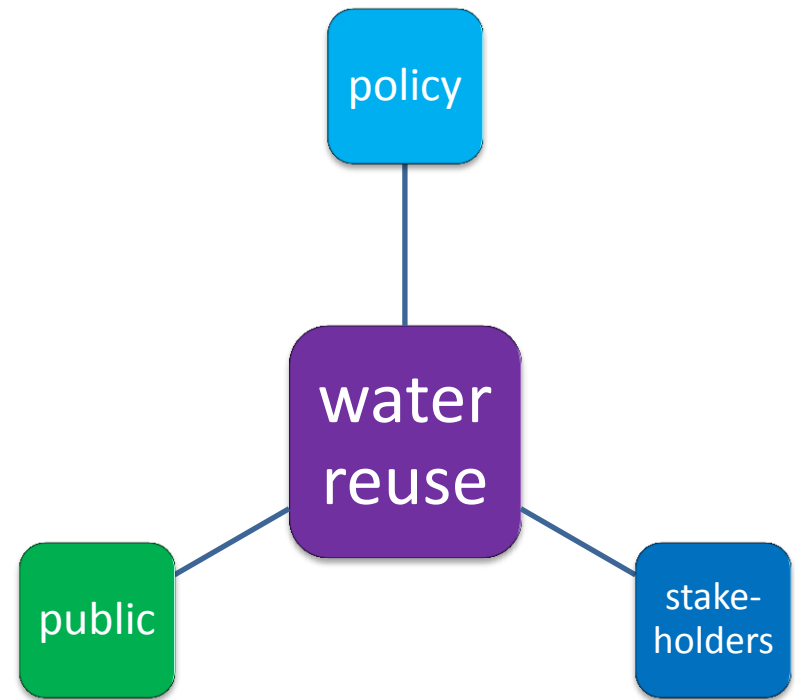 policy
water
reuse
public
stake-
holders